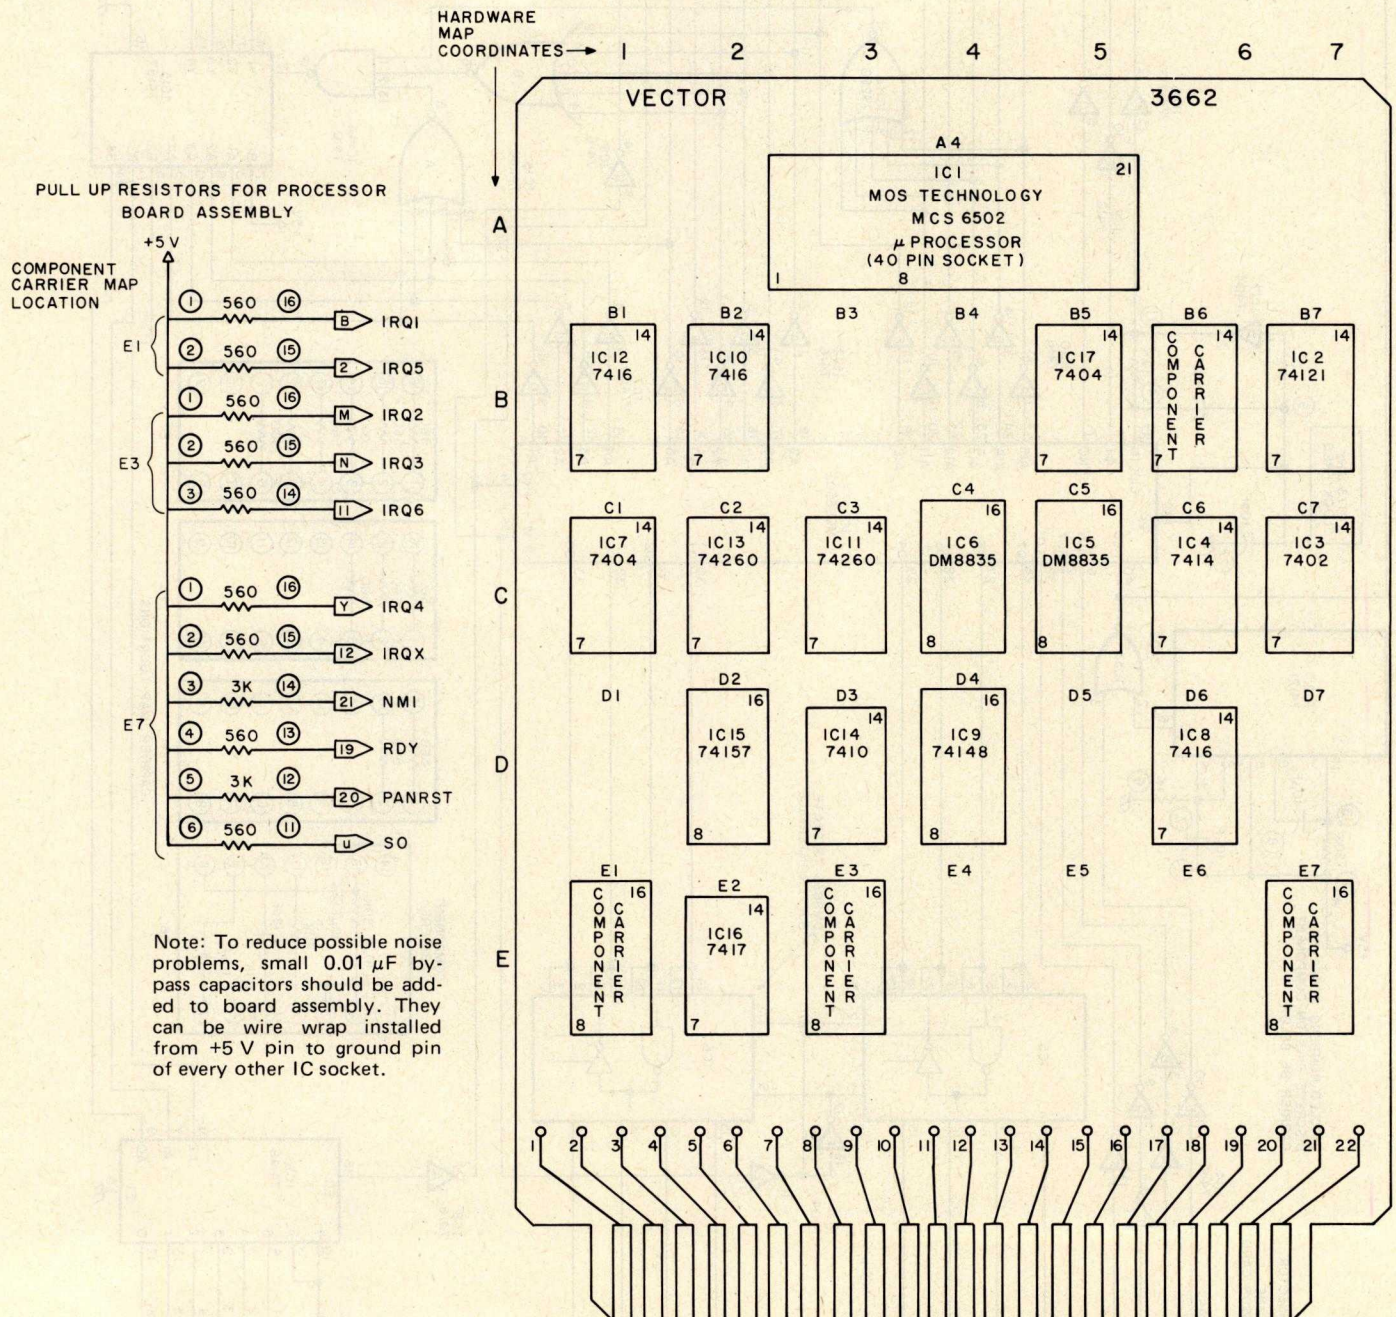 HARDWARE
MAP
COORDINATES→ 1 2 3 4 5 6 7
VECTOR 3662
A4
IC1 21
MOS TECHNOLOGY
MCS 6502
µ PROCESSOR
(40 PIN SOCKET)
1 8
PULL UP RESISTORS FOR PROCESSOR
BOARD ASSEMBLY
+5 V
COMPONENT
CARRIER MAP
LOCATION
E1
1 560 16 B IRQ1
2 560 15 2 IRQ5
E3
1 560 16 M IRQ2
2 560 15 N IRQ3
3 560 14 11 IRQ6
E7
1 560 16 Y IRQ4
2 560 15 12 IRQX
3 3K 14 21 NMI
4 560 13 19 RDY
5 3K 12 20 PANRST
6 560 11 u SO
Note: To reduce possible noise
problems, small 0.01 µF by-
pass capacitors should be add-
ed to board assembly. They
can be wire wrap installed
from +5 V pin to ground pin
of every other IC socket.
A
B
C
D
E
B1 B2 B3 B4 B5 B6 B7
14 14 14 14 14
IC12 IC10 IC17 COMPONENT CARRIER IC2
7416 7416 7404 74121
7 7 7 7 7
C1 C2 C3 C4 C5 C6 C7
14 14 14 16 16 14 14
IC7 IC13 IC11 IC6 IC5 IC4 IC3
7404 74260 74260 DM8835 DM8835 7414 7402
7 7 7 8 8 7 7
D1 D2 D3 D4 D5 D6 D7
16 14 16 14
IC15 IC14 IC9 IC8
74157 7410 74148 7416
8 7 8 7
E1 E2 E3 E4 E5 E6 E7
16 14 16 16
COMPONENT CARRIER IC16 COMPONENT CARRIER COMPONENT CARRIER
7417
8 7 8 8
1 2 3 4 5 6 7 8 9 10 11 12 13 14 15 16 17 18 19 20 21 22